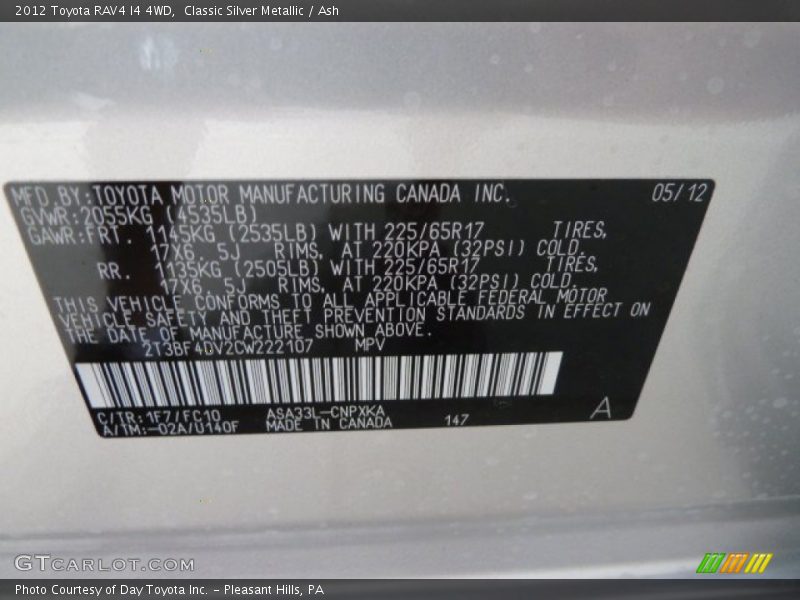 2012 Toyota RAV4 I4 4WD,  Classic Silver Metallic / Ash
MFD. BY: TOYOTA MOTOR MANUFACTURING CANADA INC. 05/12
GVWR: 2055KG (4535LB)
GAWR: FRT. 1145KG (2535LB) WITH 225/65R17 TIRES,
17X6. 5J RIMS, AT 220KPA (32PSI) COLD.
RR. 1135KG (2505LB) WITH 225/65R17 TIRES,
17X6. 5J RIMS, AT 220KPA (32PSI) COLD.
THIS VEHICLE CONFORMS TO ALL APPLICABLE FEDERAL MOTOR
VEHICLE SAFETY AND THEFT PREVENTION STANDARDS IN EFFECT ON
THE DATE OF MANUFACTURE SHOWN ABOVE.
2T3BF4DV2CW222107 MPV
C/TR: 1F7/FC10 ASA33L-CNPXKA
A/TM:-02A/U140F MADE IN CANADA 147 A
GTCARLOT.COM
Photo Courtesy of Day Toyota Inc. - Pleasant Hills, PA